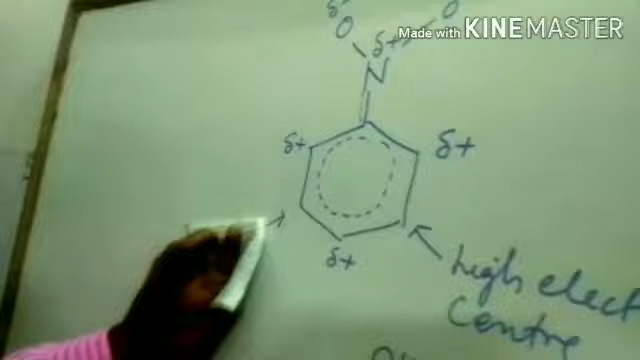 Made with KINEMASTER
δ- O
O
δ+
N
δ+
δ+
δ+
high elect
Centre